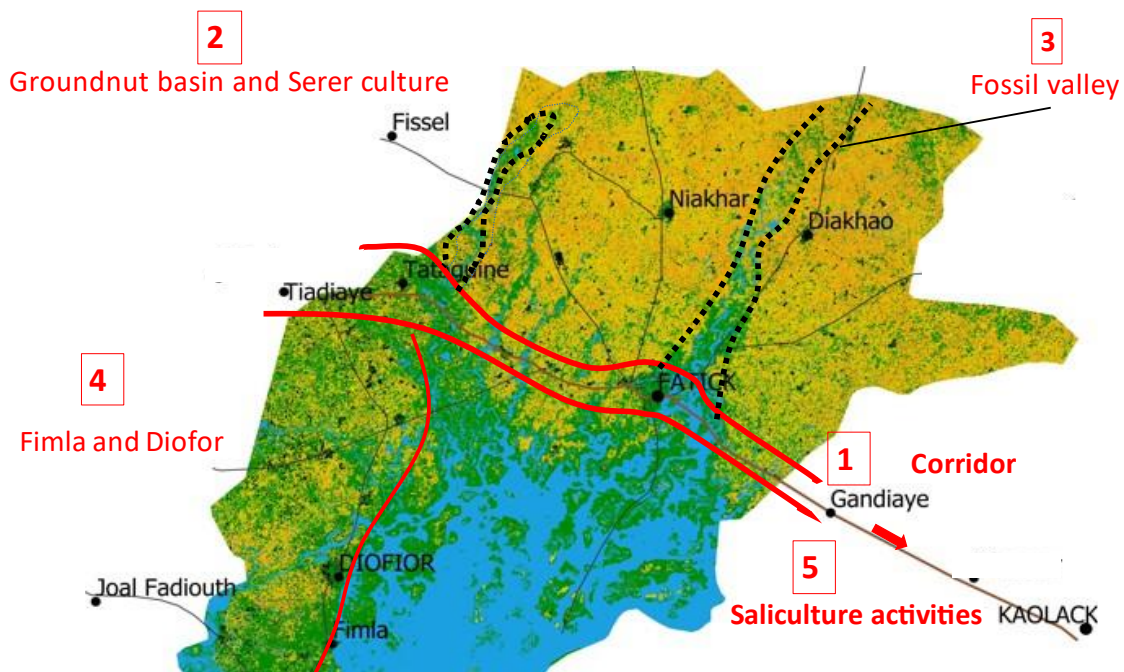 2
Groundnut basin and Serer culture
3
Fossil valley
Fissel
Niakhar
Diakhao
Tataguine
Tiadiaye
4
Fimla and Diofor
FATICK
1
Corridor
Gandiaye
5
Saliculture activities
DIOFIOR
Joal Fadiouth
Fimla
KAOLACK